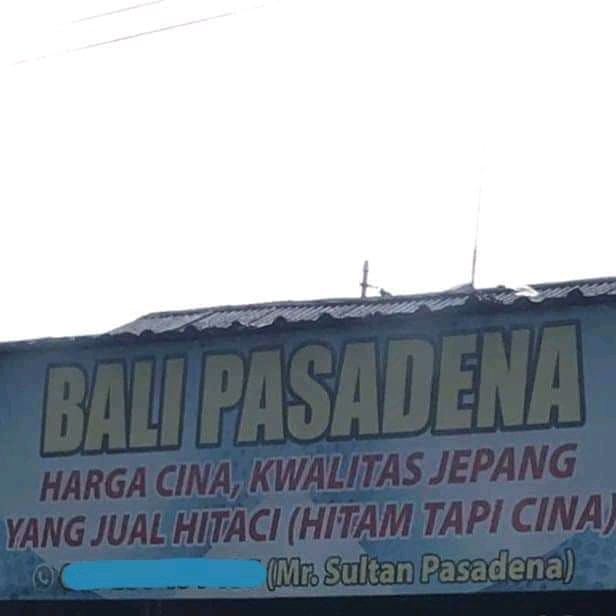 BALI PASADENA
HARGA CINA, KWALITAS JEPANG
YANG JUAL HITACI (HITAM TAPI CINA)
(Mr. Sultan Pasadena)